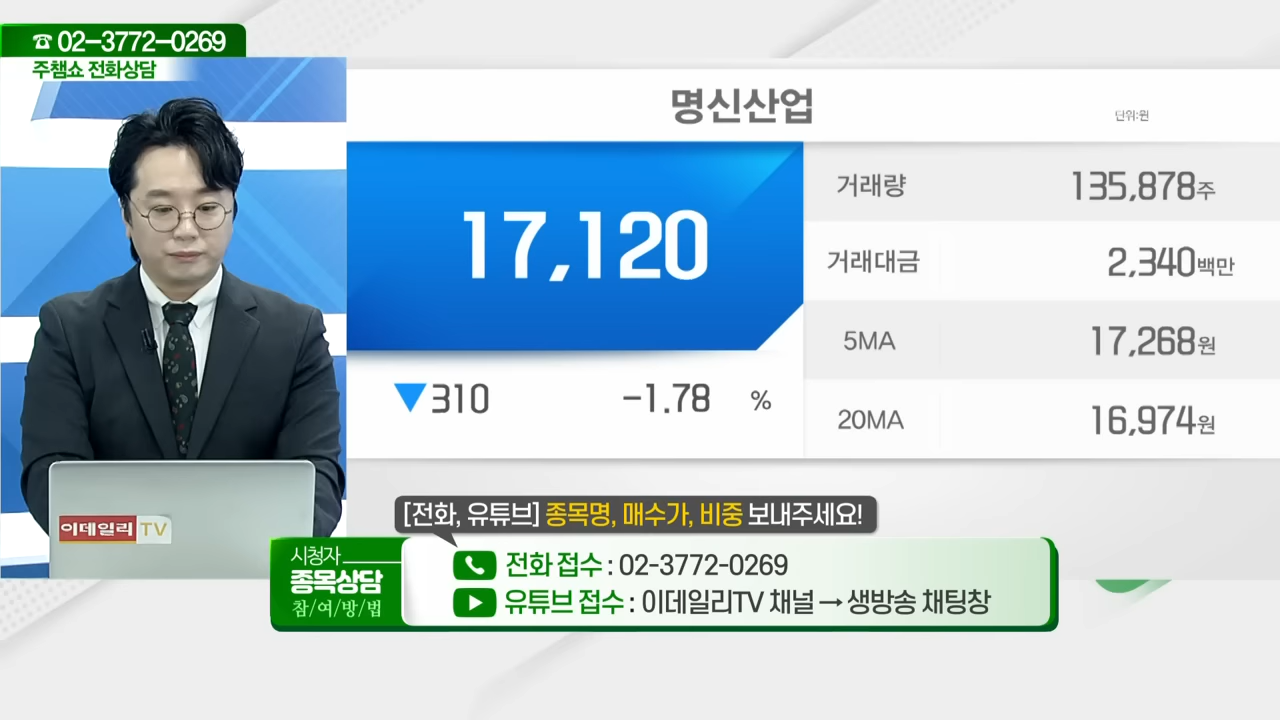 ☎ 02-3772-0269
주챔쇼 전화상담
명신산업
단위:원
17,120
▼310 -1.78 %
거래량 135,878주
거래대금 2,340백만
5MA 17,268원
20MA 16,974원
이데일리 TV
[전화, 유튜브] 종목명, 매수가, 비중 보내주세요!
시청자
종목상담
참/여/방/법
전화 접수 : 02-3772-0269
유튜브 접수 : 이데일리TV 채널 → 생방송 채팅창